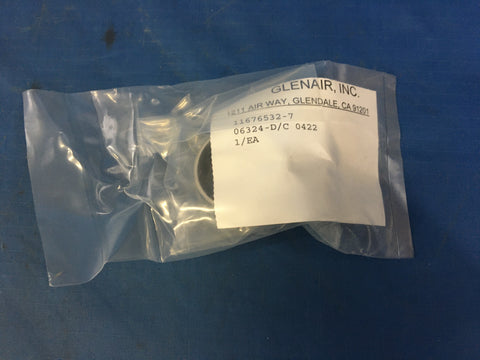 GLENAIR, INC.
1211 AIR WAY, GLENDALE, CA 91201
11676532-7
06324-D/C 0422
1/EA